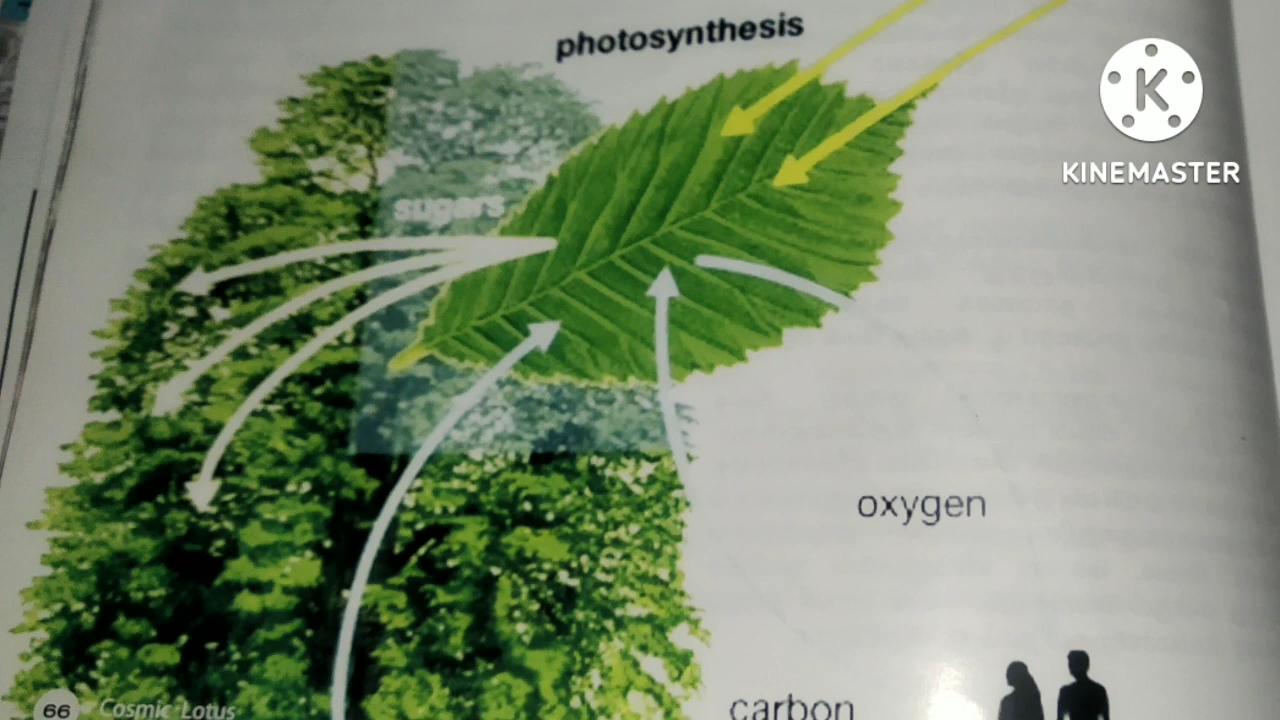 photosynthesis
K
KINEMASTER
sugars
oxygen
carbon
66 Cosmic Lotus